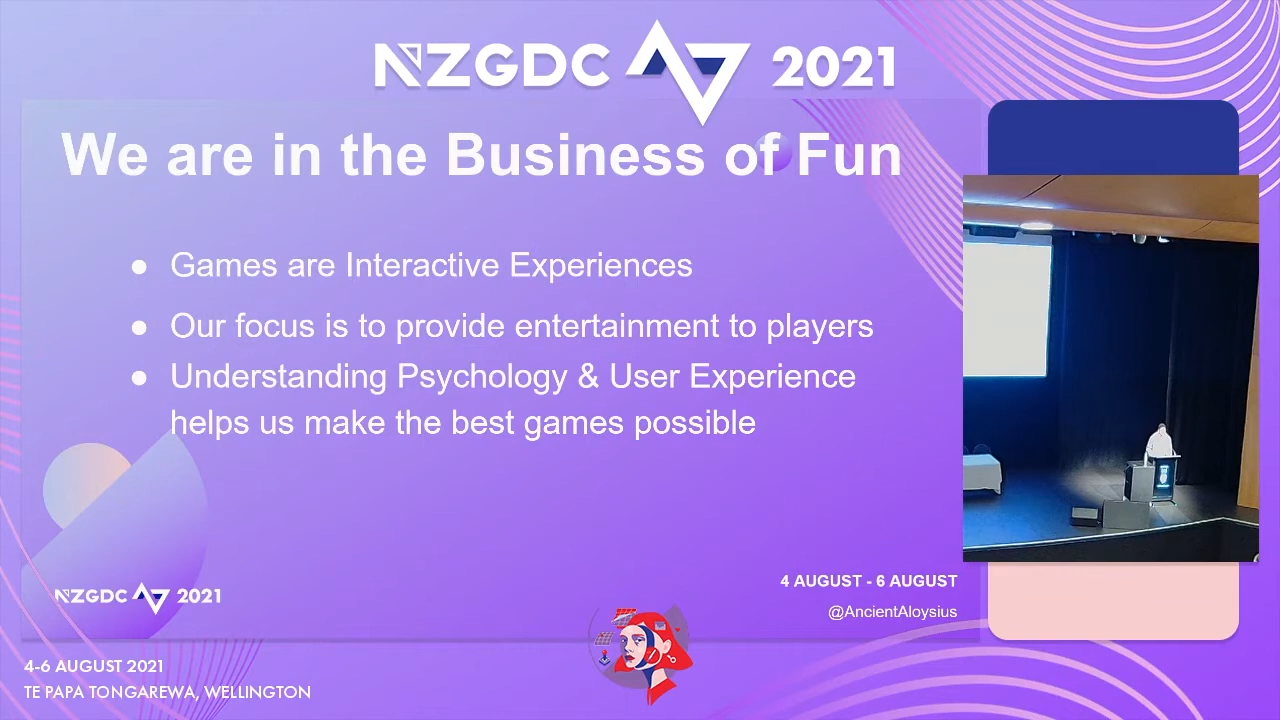 NZGDC 2021
We are in the Business of Fun
● Games are Interactive Experiences
● Our focus is to provide entertainment to players
● Understanding Psychology & User Experience
helps us make the best games possible
NZGDC 2021
4 AUGUST - 6 AUGUST
@AncientAloysius
4-6 AUGUST 2021
TE PAPA TONGAREWA, WELLINGTON